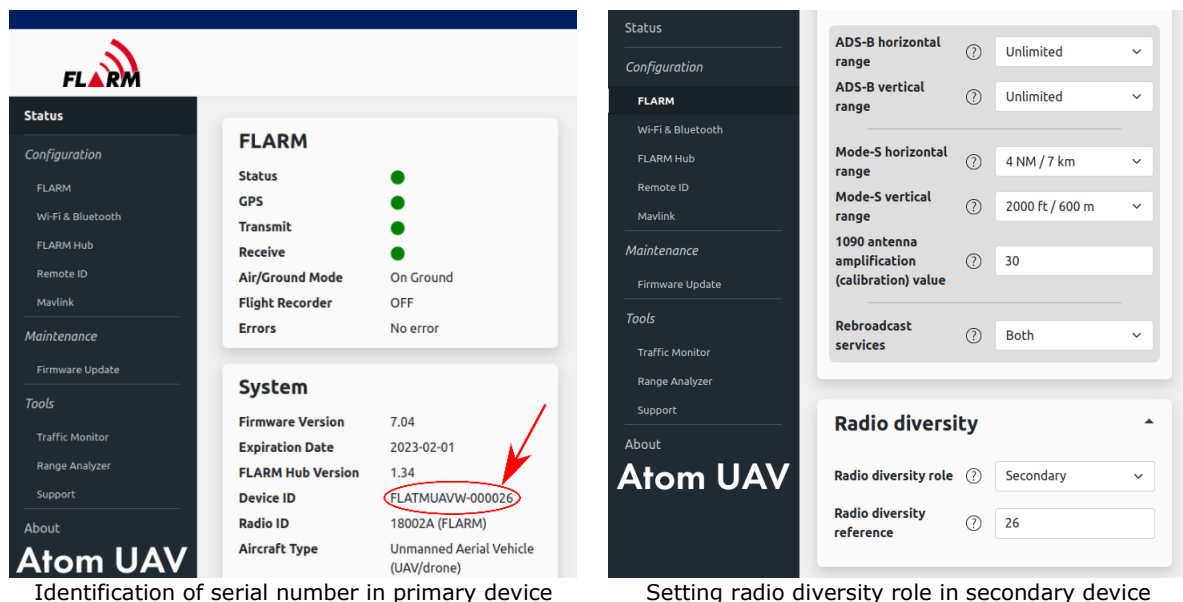 FLARM
Status
Configuration
FLARM
Wi-Fi & Bluetooth
FLARM Hub
Remote ID
Mavlink
Maintenance
Firmware Update
Tools
Traffic Monitor
Range Analyzer
Support
About
Atom UAV
FLARM
Status
GPS
Transmit
Receive
Air/Ground Mode On Ground
Flight Recorder OFF
Errors No error
System
Firmware Version 7.04
Expiration Date 2023-02-01
FLARM Hub Version 1.34
Device ID FLATMUAVW-000026
Radio ID 18002A (FLARM)
Aircraft Type Unmanned Aerial Vehicle
(UAV/drone)
Identification of serial number in primary device
Status
Configuration
FLARM
Wi-Fi & Bluetooth
FLARM Hub
Remote ID
Mavlink
Maintenance
Firmware Update
Tools
Traffic Monitor
Range Analyzer
Support
About
Atom UAV
ADS-B horizontal
range ? Unlimited
ADS-B vertical
range ? Unlimited
Mode-S horizontal
range ? 4 NM / 7 km
Mode-S vertical
range ? 2000 ft / 600 m
1090 antenna
amplification ? 30
(calibration) value
Rebroadcast
services ? Both
Radio diversity
Radio diversity role ? Secondary
Radio diversity
reference ? 26
Setting radio diversity role in secondary device